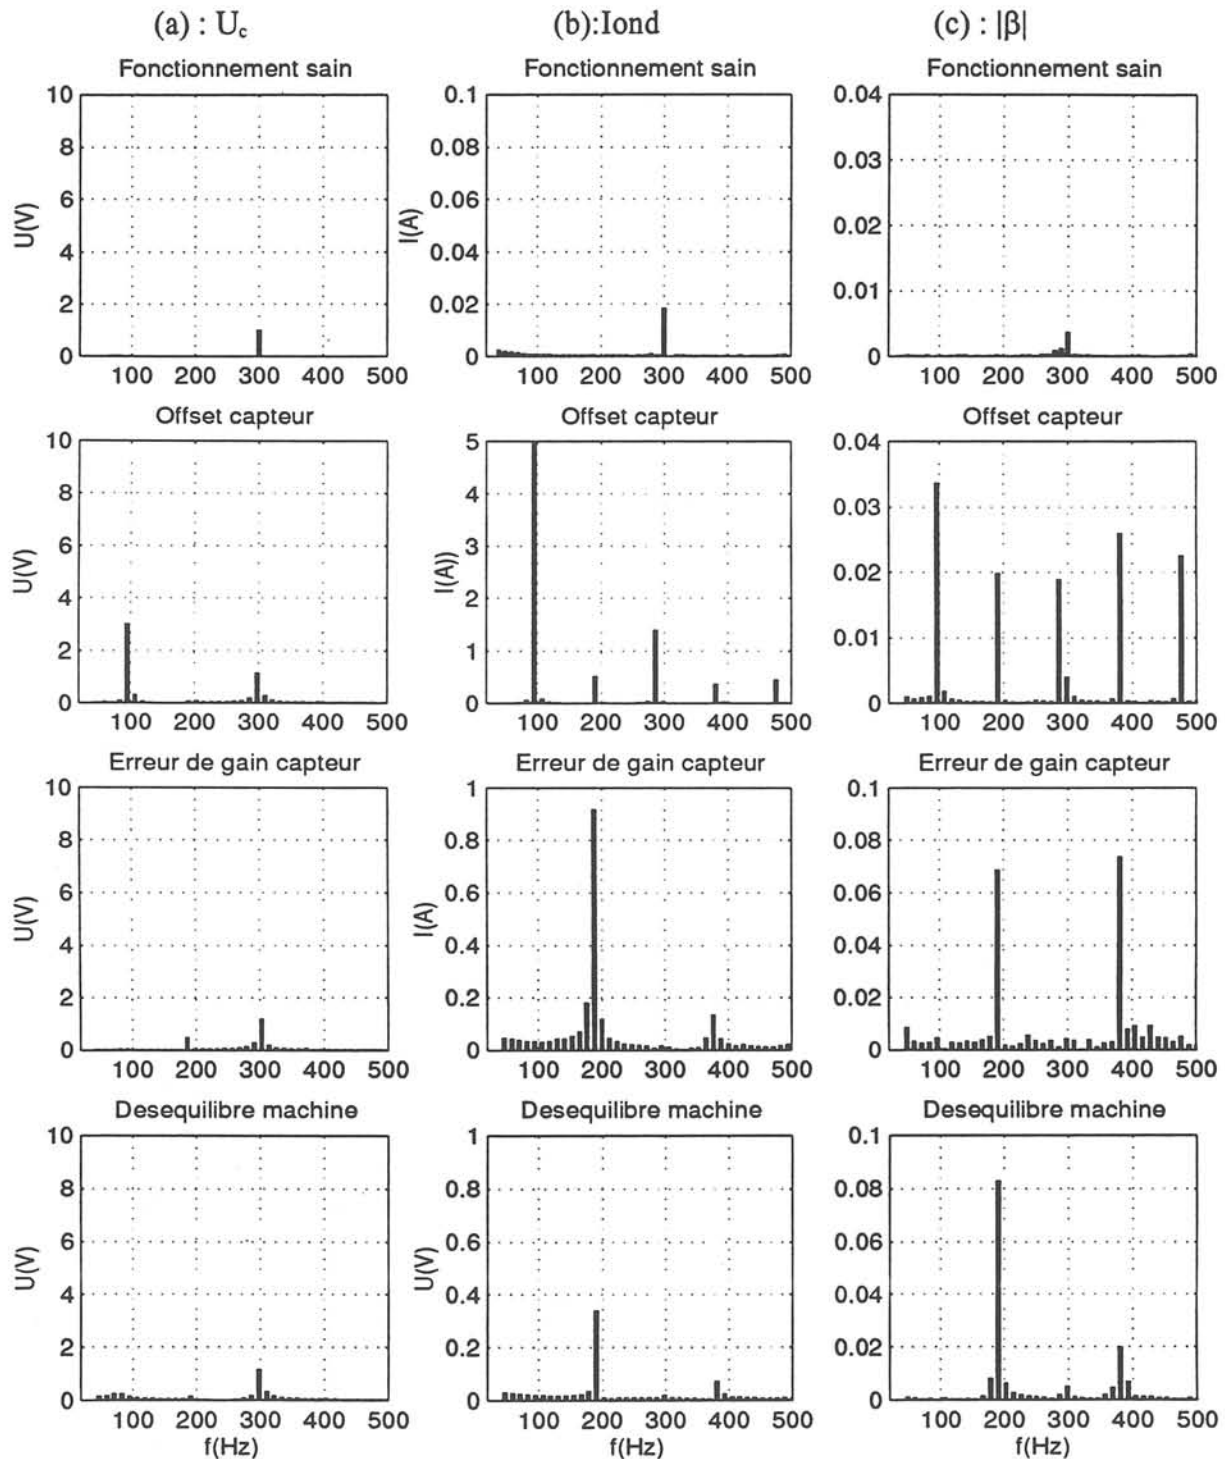 (a) : U_c (b):Iond (c) : |β|
Fonctionnement sain Fonctionnement sain Fonctionnement sain
10 0.1 0.04
8 0.08 0.03
6 0.06 0.02
4 0.04 0.01
2 0.02 0
0 0
U(V) I(A)
100 200 300 400 500 100 200 300 400 500 100 200 300 400 500
Offset capteur Offset capteur Offset capteur
10 5 0.04
8 4 0.03
6 3 0.02
4 2 0.01
2 1 0
0 0
U(V) I(A))
100 200 300 400 500 100 200 300 400 500 100 200 300 400 500
Erreur de gain capteur Erreur de gain capteur Erreur de gain capteur
10 1 0.1
8 0.8 0.08
6 0.6 0.06
4 0.4 0.04
2 0.2 0.02
0 0 0
U(V) I(A)
100 200 300 400 500 100 200 300 400 500 100 200 300 400 500
Desequilibre machine Desequilibre machine Desequilibre machine
10 1 0.1
8 0.8 0.08
6 0.6 0.06
4 0.4 0.04
2 0.2 0.02
0 0 0
U(V) U(V)
100 200 300 400 500 100 200 300 400 500 100 200 300 400 500
f(Hz) f(Hz) f(Hz)